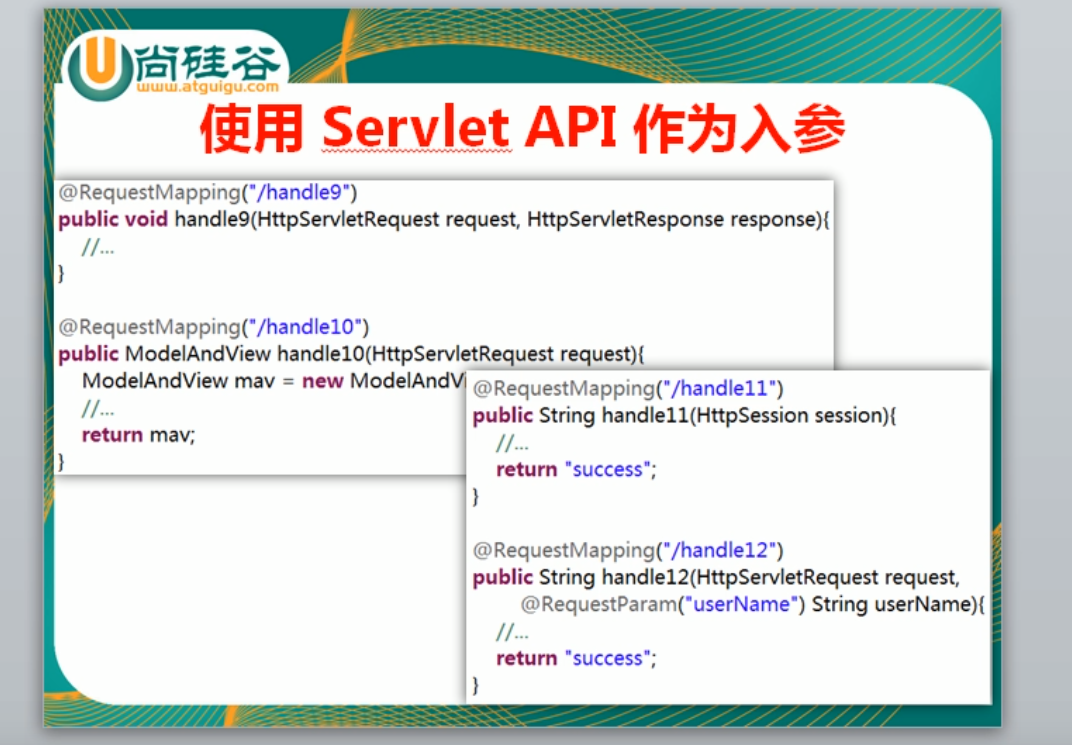 尚硅谷
www.atguigu.com
使用 Servlet API 作为入参
@RequestMapping("/handle9")
public void handle9(HttpServletRequest request, HttpServletResponse response){
//...
}
@RequestMapping("/handle10")
public ModelAndView handle10(HttpServletRequest request){
ModelAndView mav = new ModelAndVi
//...
return mav;
}
@RequestMapping("/handle11")
public String handle11(HttpSession session){
//...
return "success";
}
@RequestMapping("/handle12")
public String handle12(HttpServletRequest request,
@RequestParam("userName") String userName){
//...
return "success";
}